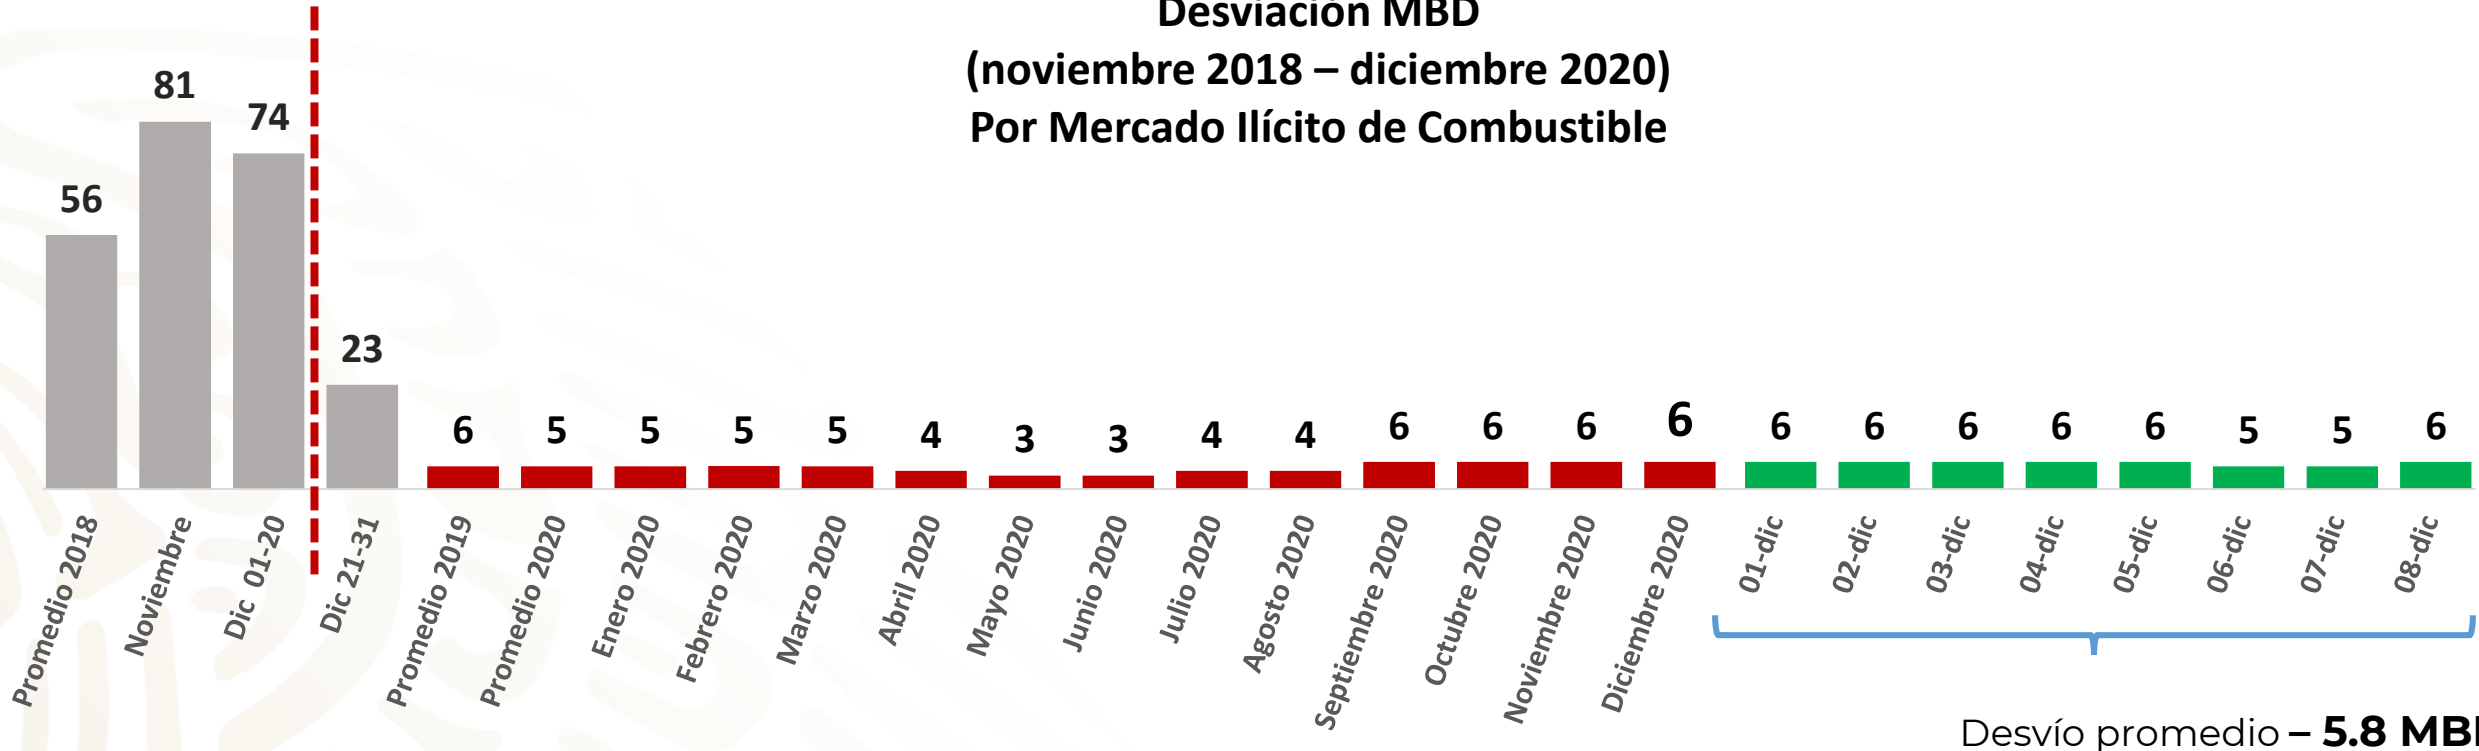 Desviación MBD
(noviembre 2018 – diciembre 2020)
Por Mercado Ilícito de Combustible
56
81
74
23
6
5
5
5
5
4
3
3
4
4
6
6
6
6
6
6
6
6
6
5
5
6
Promedio 2018
Noviembre
Dic 01-20
Dic 21-31
Promedio 2019
Promedio 2020
Enero 2020
Febrero 2020
Marzo 2020
Abril 2020
Mayo 2020
Junio 2020
Julio 2020
Agosto 2020
Septiembre 2020
Octubre 2020
Noviembre 2020
Diciembre 2020
01-dic
02-dic
03-dic
04-dic
05-dic
06-dic
07-dic
08-dic
Desvío promedio – 5.8